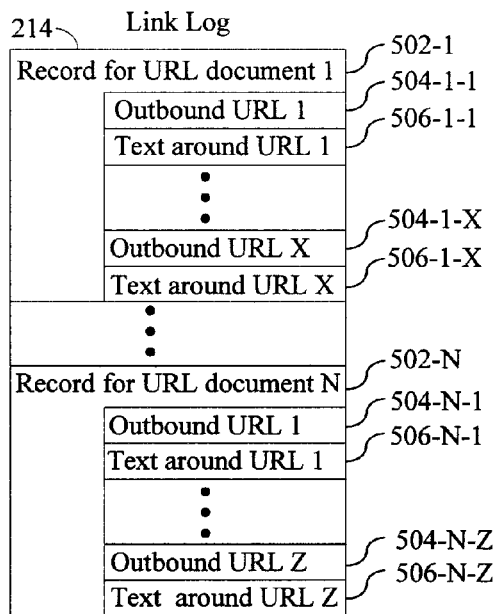 214
Link Log
Record for URL document 1
502-1
Outbound URL 1
504-1-1
Text around URL 1
506-1-1
Outbound URL X
504-1-X
Text around URL X
506-1-X
Record for URL document N
502-N
Outbound URL 1
504-N-1
Text around URL 1
506-N-1
Outbound URL Z
504-N-Z
Text around URL Z
506-N-Z